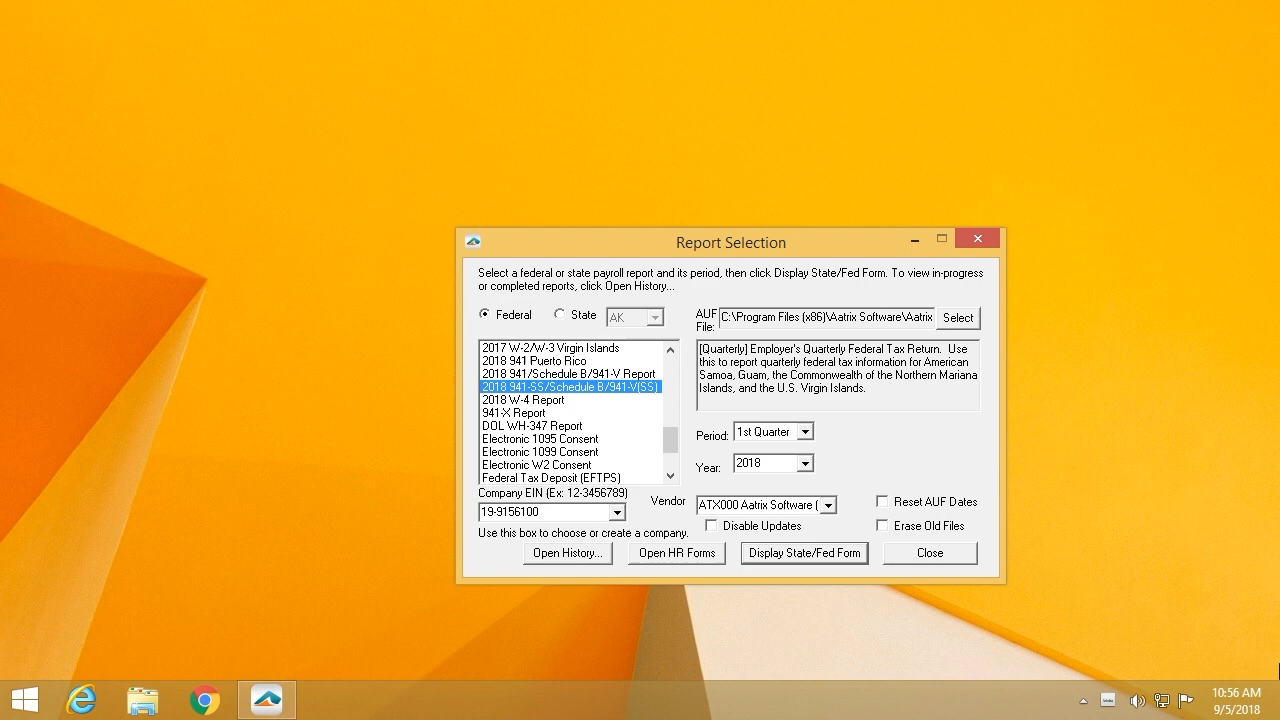 Report Selection
Select a federal or state payroll report and its period, then click Display State/Fed Form. To view in-progress
or completed reports, click Open History...
Federal
State
AK
AUF
File:
C:\Program Files (x86)\Aatrix Software\Aatrix
Select
2017 W-2/W-3 Virgin Islands
2018 941 Puerto Rico
2018 941/Schedule B/941-V Report
2018 941-SS/Schedule B/941-V(SS)
2018 W-4 Report
941-X Report
DOL WH-347 Report
Electronic 1095 Consent
Electronic 1099 Consent
Electronic W2 Consent
Federal Tax Deposit (EFTPS)
[Quarterly] Employer's Quarterly Federal Tax Return. Use
this to report quarterly federal tax information for American
Samoa, Guam, the Commonwealth of the Northern Mariana
Islands, and the U.S. Virgin Islands.
Period:
1st Quarter
Year:
2018
Company EIN (Ex: 12-3456789)
19-9156100
Use this box to choose or create a company.
Vendor
ATX000 Aatrix Software (
Disable Updates
Reset AUF Dates
Erase Old Files
Open History...
Open HR Forms
Display State/Fed Form
Close
10:56 AM
9/5/2018